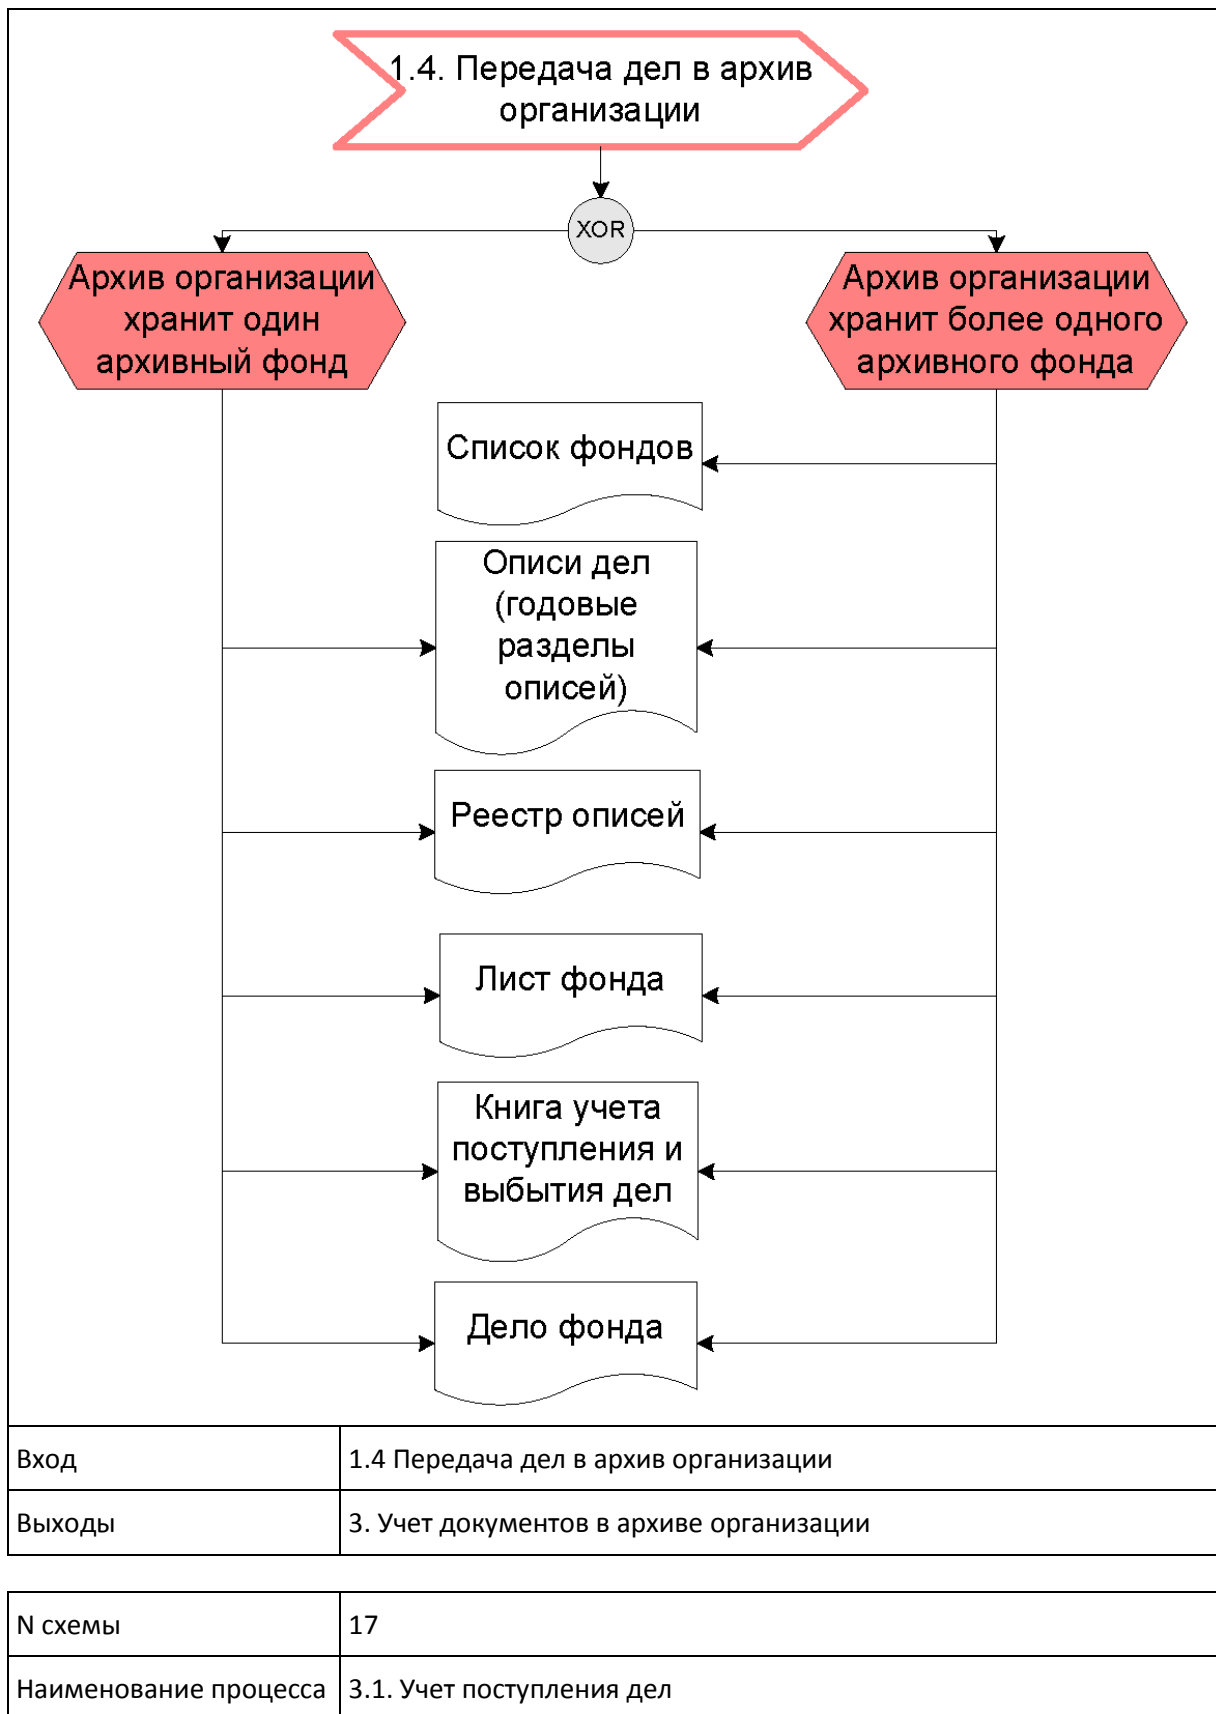 1.4. Передача дел в архив
организации
XOR
Архив организации
хранит один
архивный фонд
Архив организации
хранит более одного
архивного фонда
Список фондов
Описи дел
(годовые
разделы
описей)
Реестр описей
Лист фонда
Книга учета
поступления и
выбытия дел
Дело фонда
Вход 1.4 Передача дел в архив организации
Выходы 3. Учет документов в архиве организации
N схемы 17
Наименование процесса 3.1. Учет поступления дел